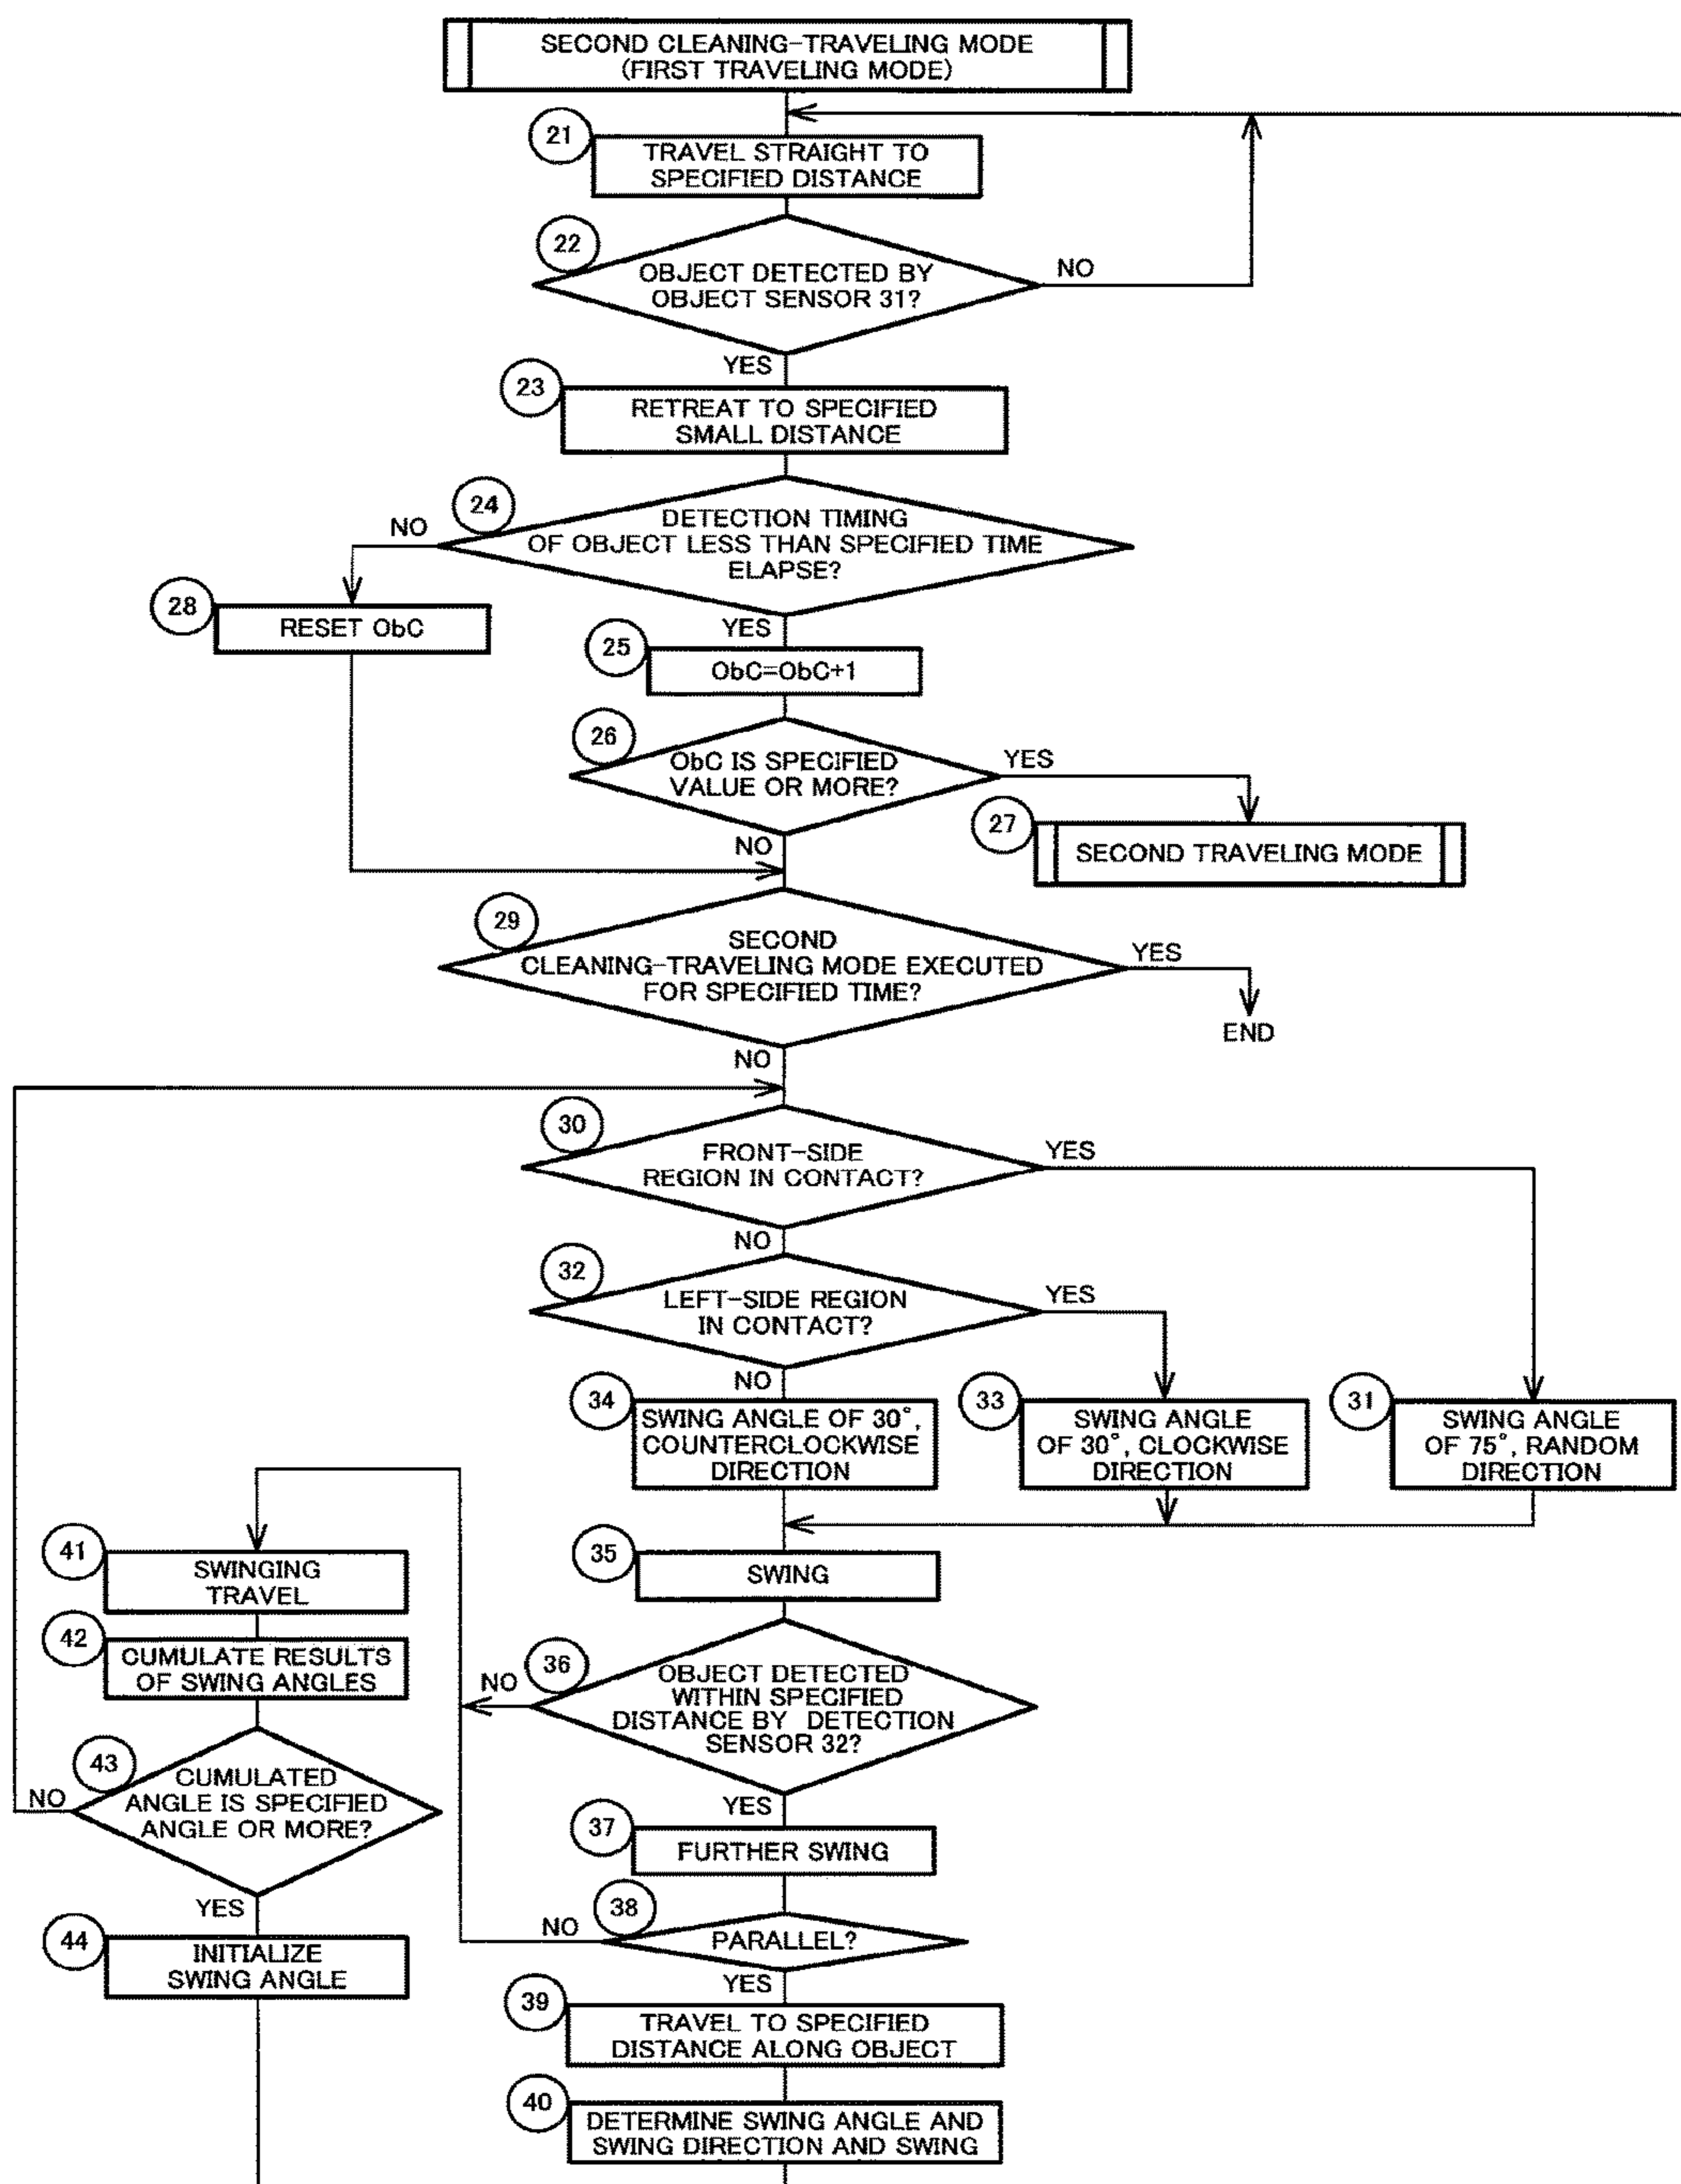 SECOND CLEANING-TRAVELING MODE
(FIRST TRAVELING MODE)
21
TRAVEL STRAIGHT TO
SPECIFIED DISTANCE
22
OBJECT DETECTED BY
OBJECT SENSOR 31?
NO
YES
23
RETREAT TO SPECIFIED
SMALL DISTANCE
24
DETECTION TIMING
OF OBJECT LESS THAN SPECIFIED TIME
ELAPSE?
NO
YES
28
RESET ObC
25
ObC=ObC+1
26
ObC IS SPECIFIED
VALUE OR MORE?
YES
NO
27
SECOND TRAVELING MODE
29
SECOND
CLEANING-TRAVELING MODE EXECUTED
FOR SPECIFIED TIME?
YES
END
NO
30
FRONT-SIDE
REGION IN CONTACT?
YES
NO
32
LEFT-SIDE REGION
IN CONTACT?
YES
NO
34
SWING ANGLE OF 30°,
COUNTERCLOCKWISE
DIRECTION
33
SWING ANGLE
OF 30°, CLOCKWISE
DIRECTION
31
SWING ANGLE
OF 75°, RANDOM
DIRECTION
35
SWING
36
OBJECT DETECTED
WITHIN SPECIFIED
DISTANCE BY DETECTION
SENSOR 32?
NO
YES
37
FURTHER SWING
38
PARALLEL?
NO
YES
39
TRAVEL TO SPECIFIED
DISTANCE ALONG OBJECT
40
DETERMINE SWING ANGLE AND
SWING DIRECTION AND SWING
41
SWINGING
TRAVEL
42
CUMULATE RESULTS
OF SWING ANGLES
43
CUMULATED
ANGLE IS SPECIFIED
ANGLE OR MORE?
NO
YES
44
INITIALIZE
SWING ANGLE